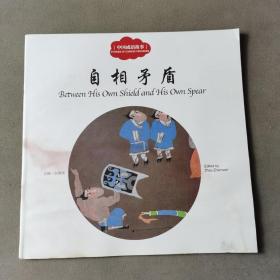 中国成语故事
自相矛盾
Between His Own Shield and His Own Spear
Edited by